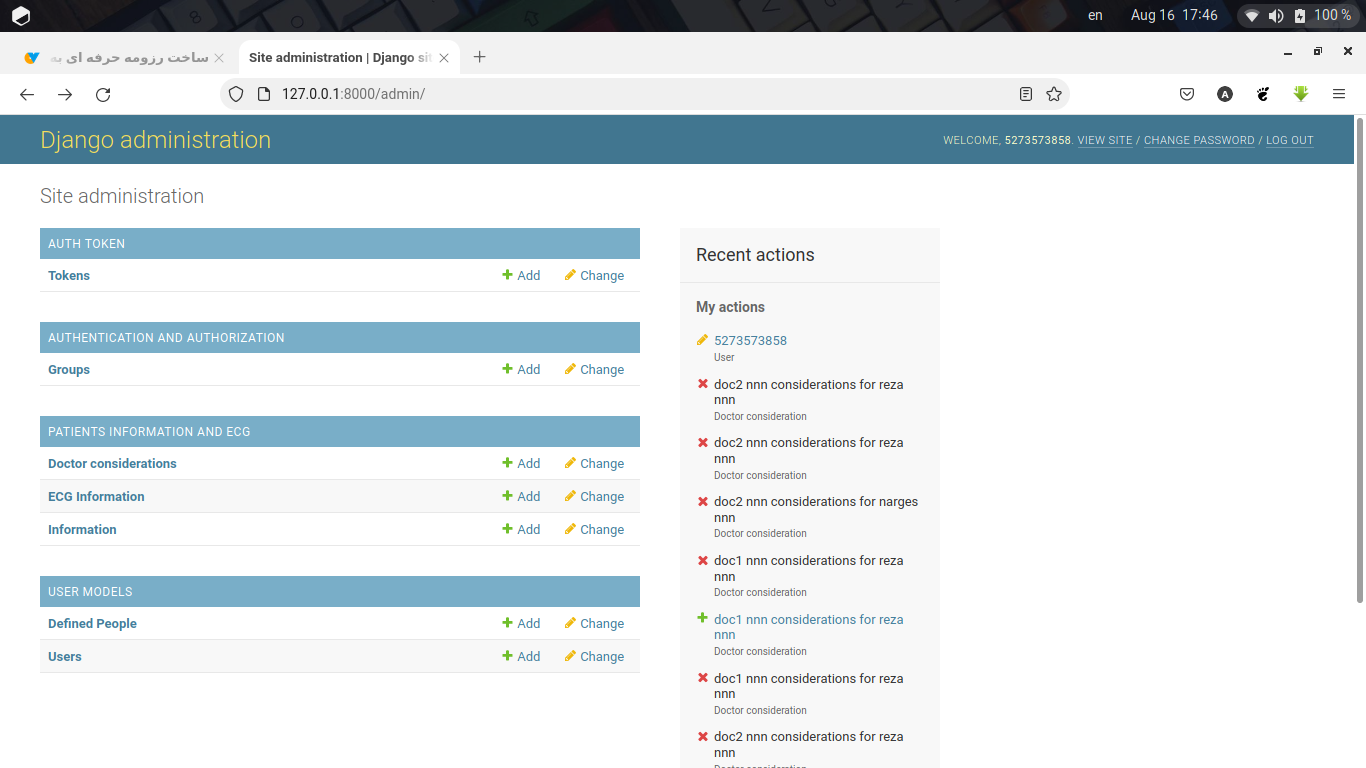 en
Aug 16 17:46
100 %
ساخت رزومه حرفه ای به
Site administration | Django sit
127.0.0.1:8000/admin/
A
Django administration
WELCOME, 5273573858. VIEW SITE / CHANGE PASSWORD / LOG OUT
Site administration
AUTH TOKEN
Tokens Add Change
AUTHENTICATION AND AUTHORIZATION
Groups Add Change
PATIENTS INFORMATION AND ECG
Doctor considerations Add Change
ECG Information Add Change
Information Add Change
USER MODELS
Defined People Add Change
Users Add Change
Recent actions
My actions
5273573858
User
doc2 nnn considerations for reza
nnn
Doctor consideration
doc2 nnn considerations for reza
nnn
Doctor consideration
doc2 nnn considerations for narges
nnn
Doctor consideration
doc1 nnn considerations for reza
nnn
Doctor consideration
doc1 nnn considerations for reza
nnn
Doctor consideration
doc1 nnn considerations for reza
nnn
Doctor consideration
doc2 nnn considerations for reza
nnn